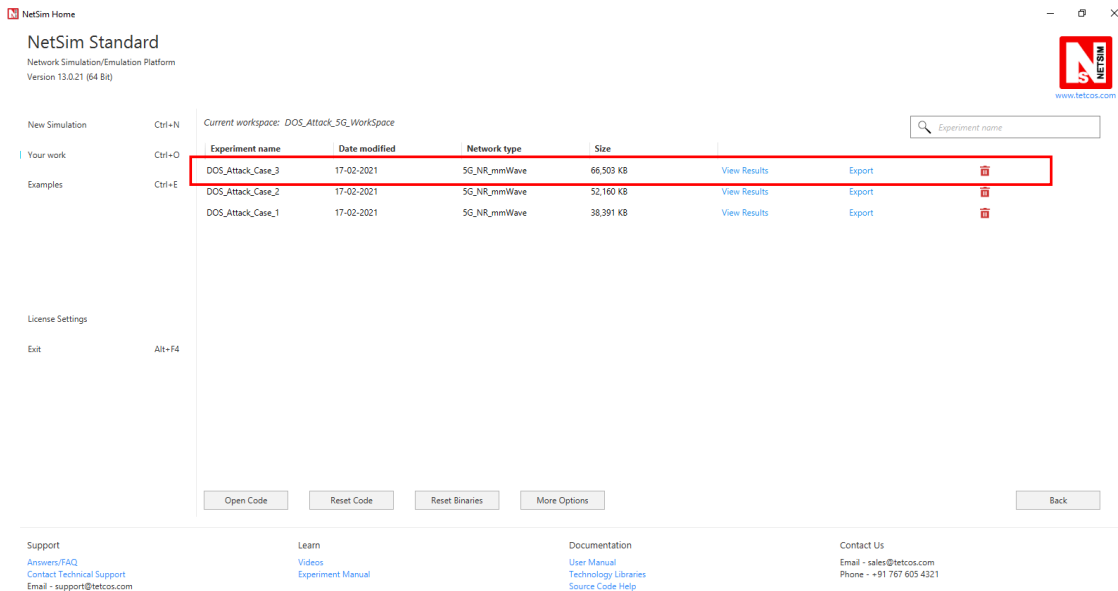 NetSim Home
NetSim Standard
Network Simulation/Emulation Platform
Version 13.0.21 (64 Bit)
N
S
NETSIM
www.tetcos.com
New Simulation Ctrl+N
Your work Ctrl+O
Examples Ctrl+E
License Settings
Exit Alt+F4
Current workspace: DOS_Attack_5G_WorkSpace
Experiment name
Experiment name Date modified Network type Size
DOS_Attack_Case_3 17-02-2021 5G_NR_mmWave 66,503 KB View Results Export
DOS_Attack_Case_2 17-02-2021 5G_NR_mmWave 52,160 KB View Results Export
DOS_Attack_Case_1 17-02-2021 5G_NR_mmWave 38,391 KB View Results Export
Open Code Reset Code Reset Binaries More Options Back
Support
Answers/FAQ
Contact Technical Support
Email - support@tetcos.com
Learn
Videos
Experiment Manual
Documentation
User Manual
Technology Libraries
Source Code Help
Contact Us
Email - sales@tetcos.com
Phone - +91 767 605 4321